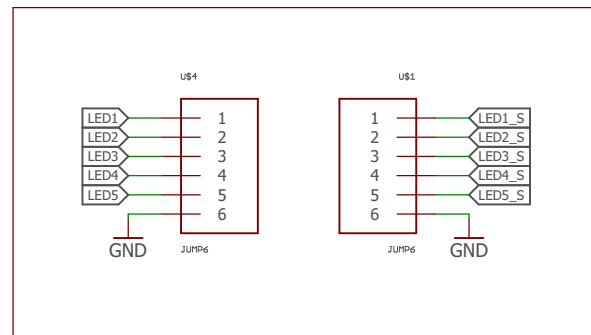 U$4
LED1 1
LED2 2
LED3 3
LED4 4
LED5 5
6
GND
JUMP6
U$1
1 LED1_S
2 LED2_S
3 LED3_S
4 LED4_S
5 LED5_S
6
JUMP6
GND